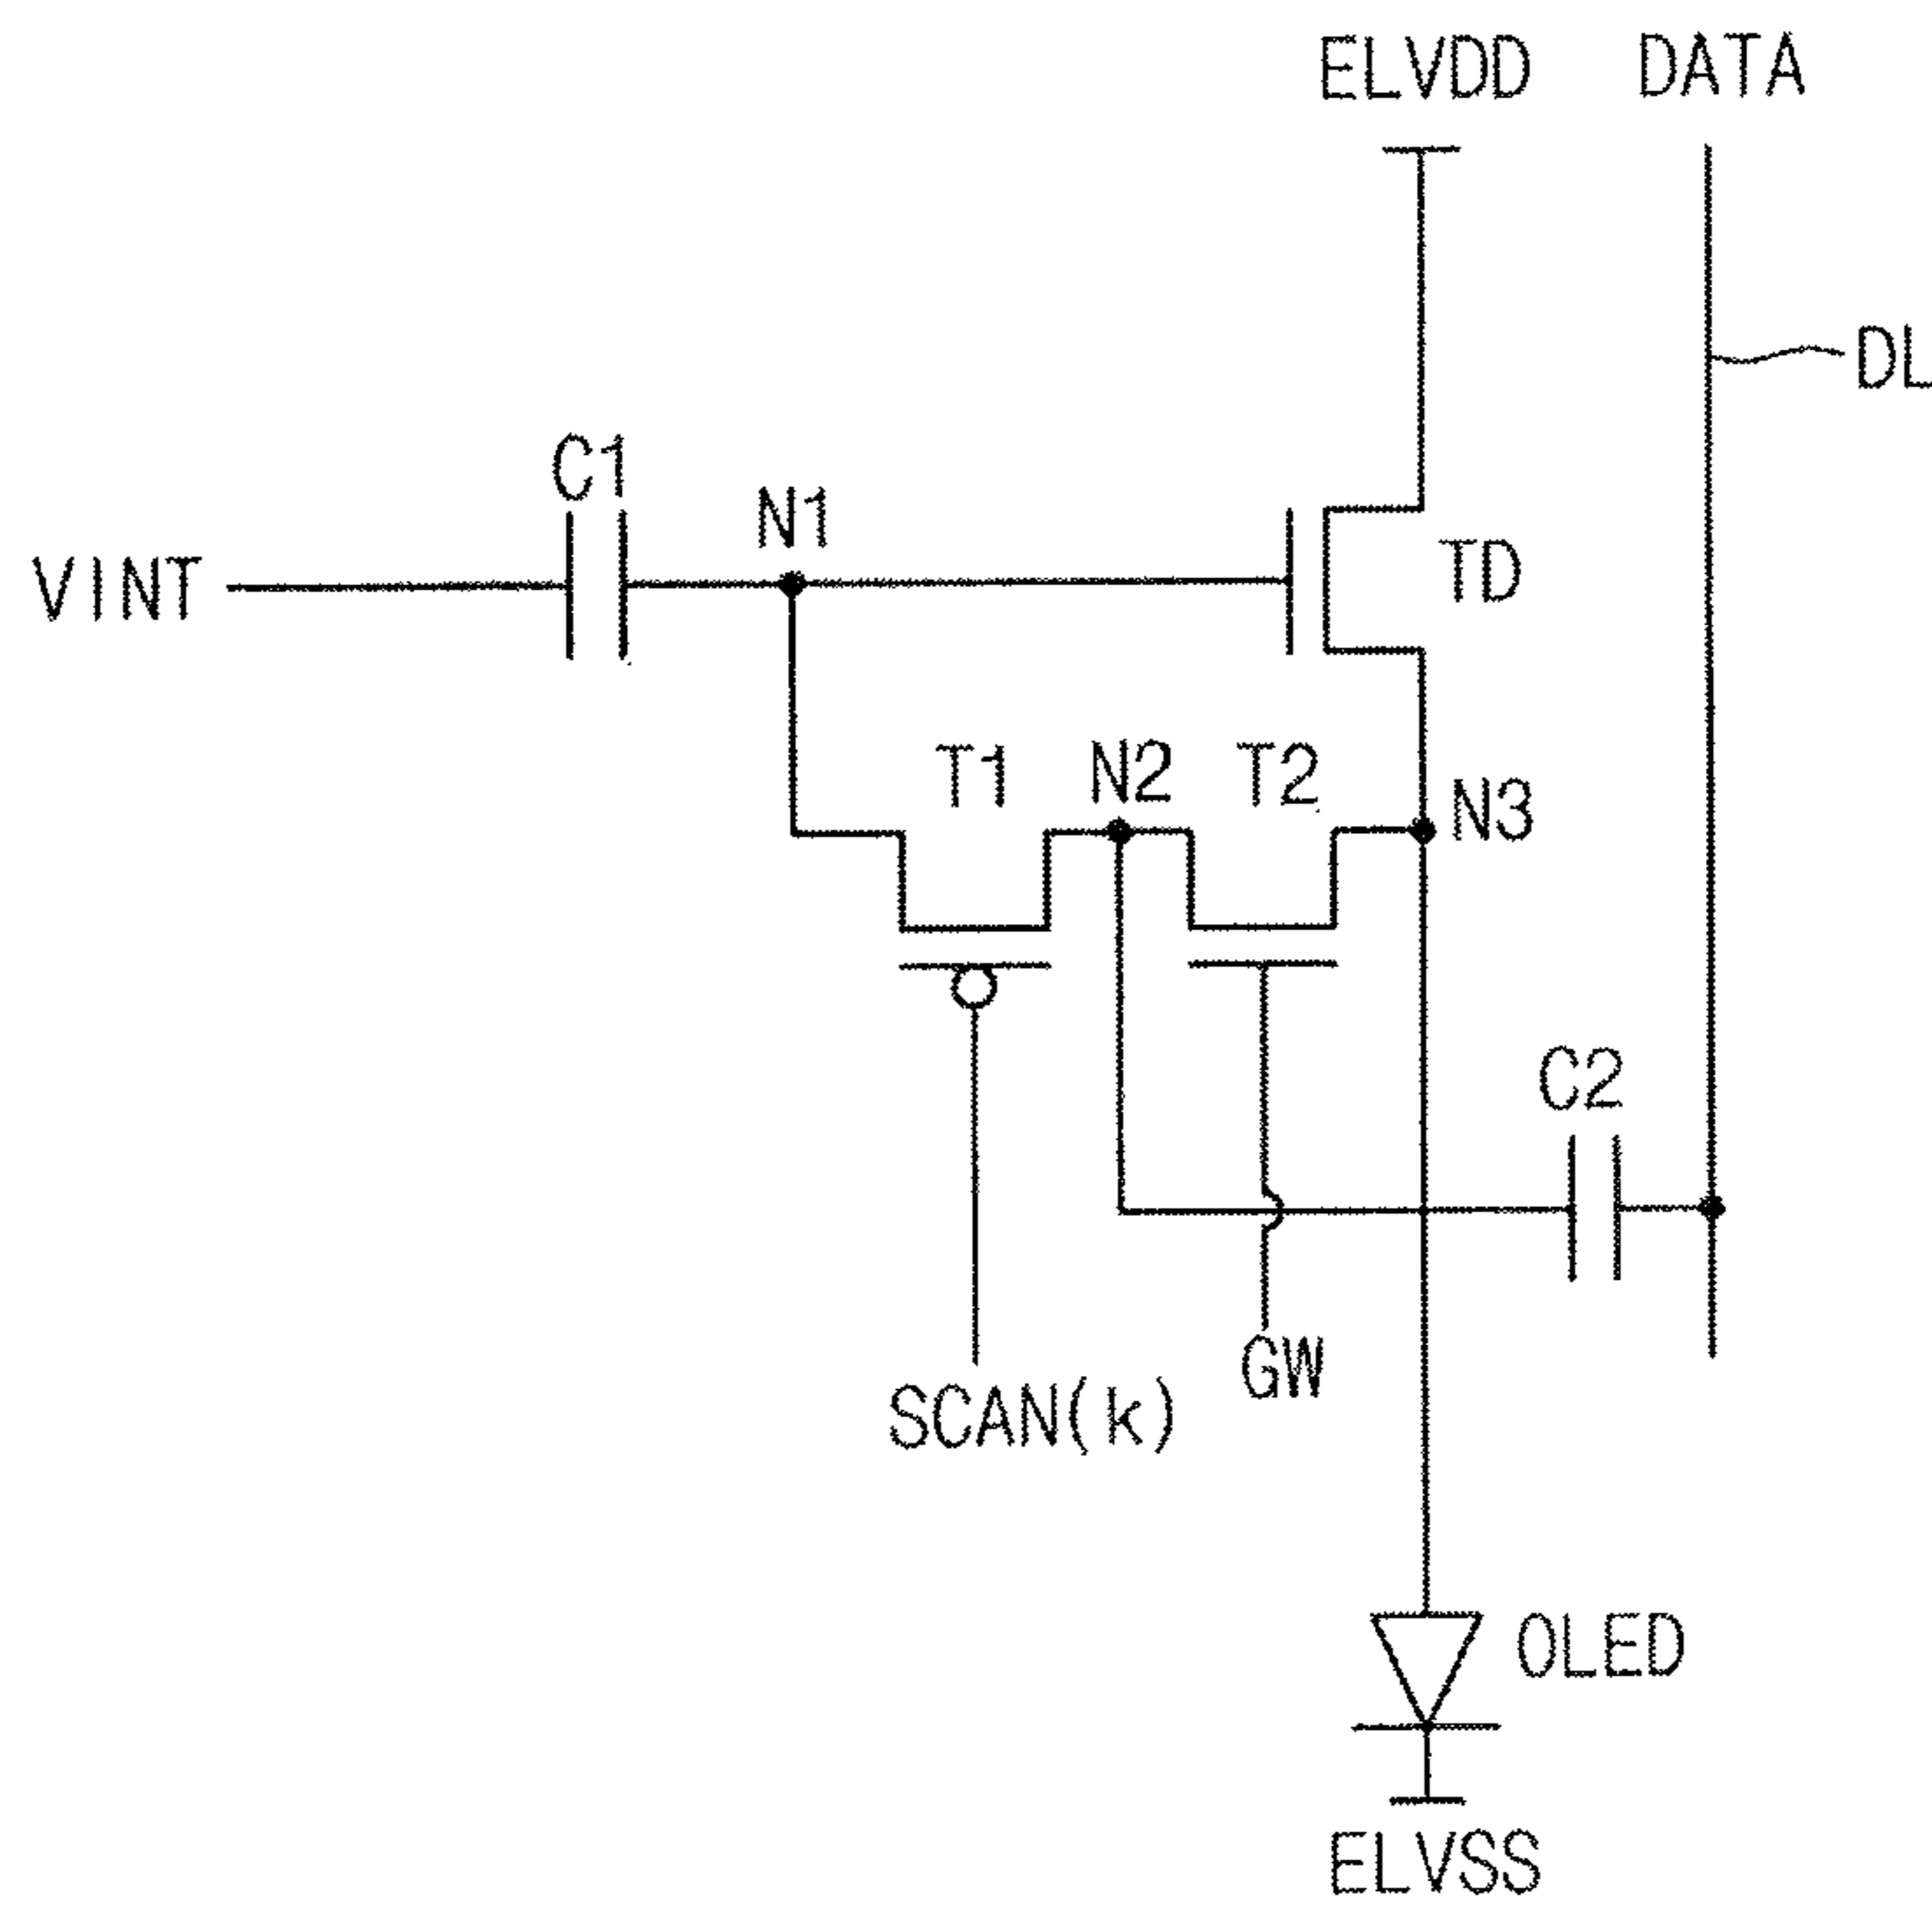 ELVDD
DATA
DL
C1
N1
VINT
TD
T1
N2
T2
N3
C2
GW
SCAN(k)
OLED
ELVSS